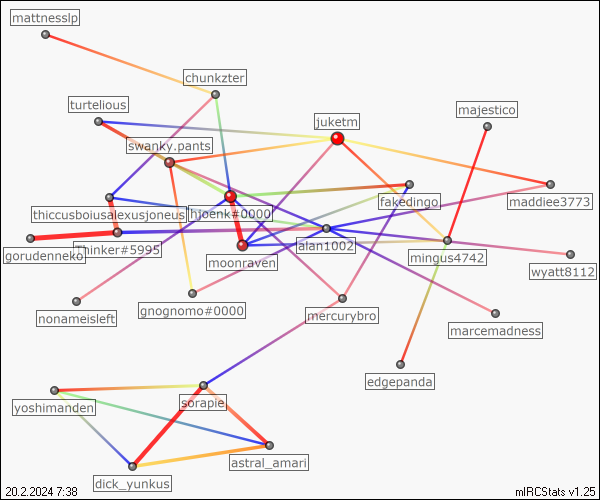 mattnesslp
chunkzter
turtelious
majestico
juketm
swanky.pants
maddiee3773
fakedingo
thiccusboiusalexusjoneus
hjoenk#0000
alan1002
gorudenneko
Thinker#5995
moonraven
mingus4742
wyatt8112
nonameisleft
gnognomo#0000
mercurybro
marcemadness
edgepanda
yoshimanden
sorapie
astral_amari
dick_yunkus
20.2.2024 7:38
mIRCStats v1.25